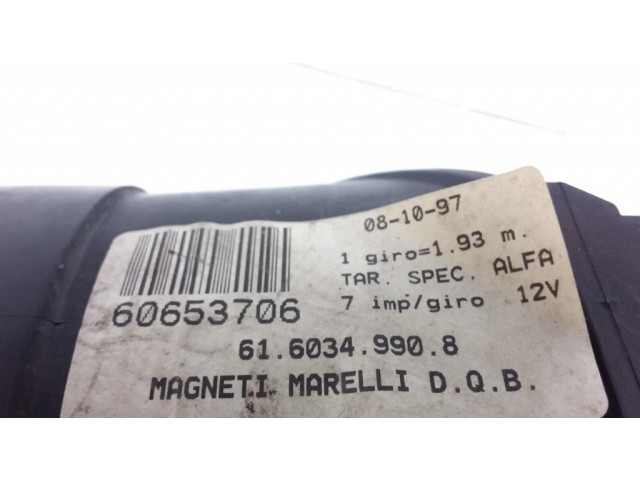 08-10-97
1 giro=1.93 m.
TAR. SPEC. ALFA
7 imp/giro 12V
60653706
61.6034.990.8
MAGNETI MARELLI D.Q.B.